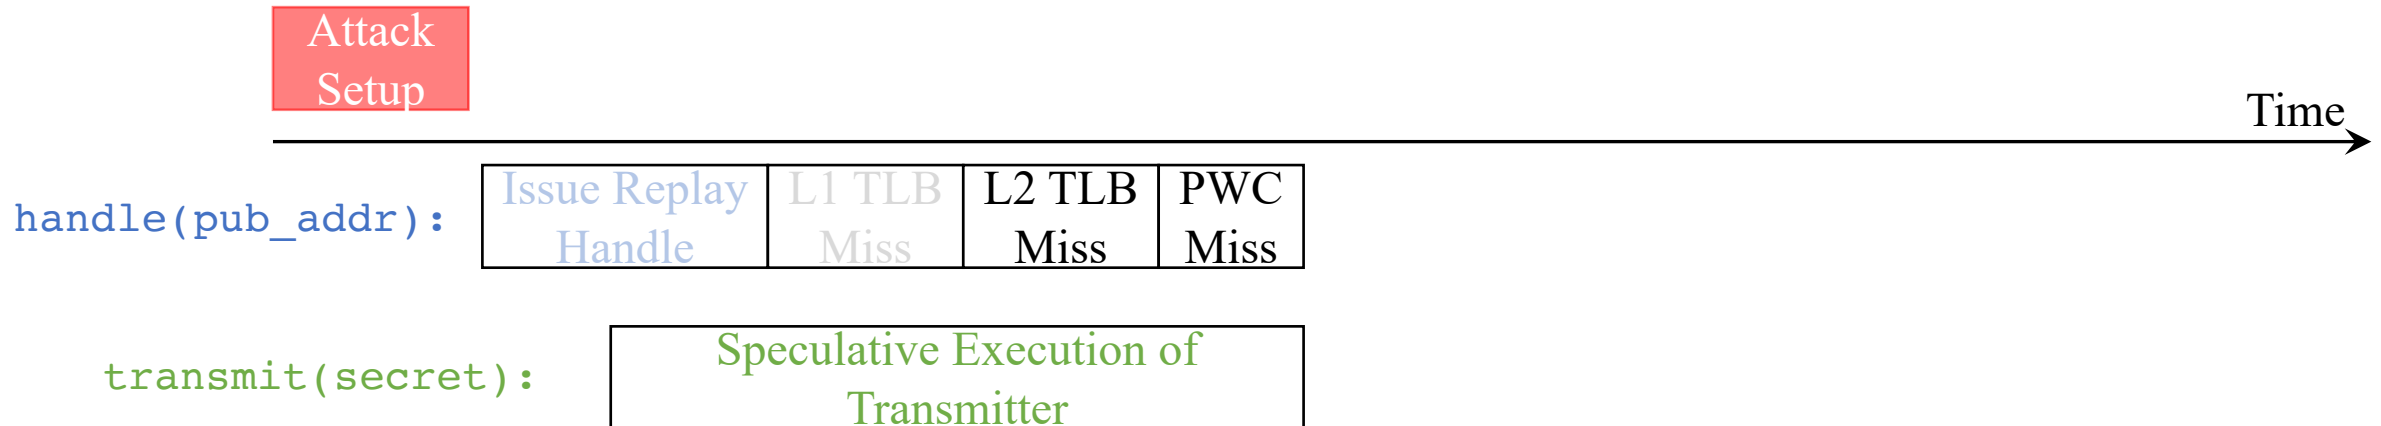 Attack
Setup
Time
handle(pub_addr):
Issue Replay
Handle
L1 TLB
Miss
L2 TLB
Miss
PWC
Miss
transmit(secret):
Speculative Execution of
Transmitter